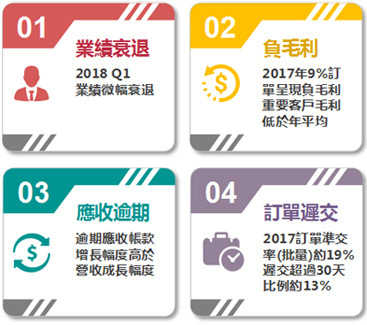 01
業績衰退
2018 Q1
業績微幅衰退
02
負毛利
2017年9%訂
單呈現負毛利
重要客戶毛利
低於年平均
03
應收逾期
逾期應收帳款
增長幅度高於
營收成長幅度
04
訂單遲交
2017訂單準交
率(批量)約19%
遲交超過30天
比例約13%